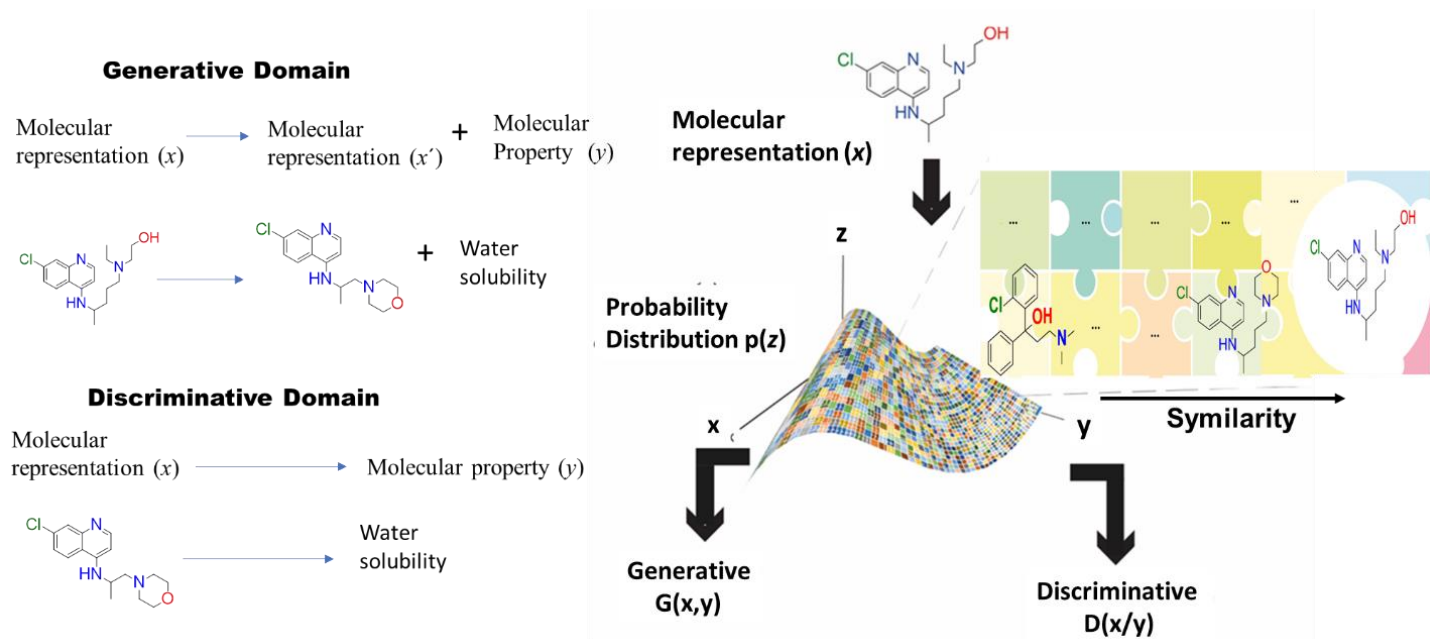 Generative Domain
Molecular
representation (x)
Molecular
representation (x´)
+
Molecular
Property (y)
Cl
N
HN
N
OH
Cl
N
HN
N
O
+
Water
solubility
Discriminative Domain
Molecular
representation (x)
Molecular property (y)
Cl
N
HN
N
O
Water
solubility
Cl
N
HN
N
OH
Molecular
representation (x)
z
Probability
Distribution p(z)
x
y
...
...
...
...
...
...
...
Cl
OH
N
Cl
N
HN
N
O
Cl
N
HN
N
OH
Symilarity
Generative
G(x,y)
Discriminative
D(x/y)